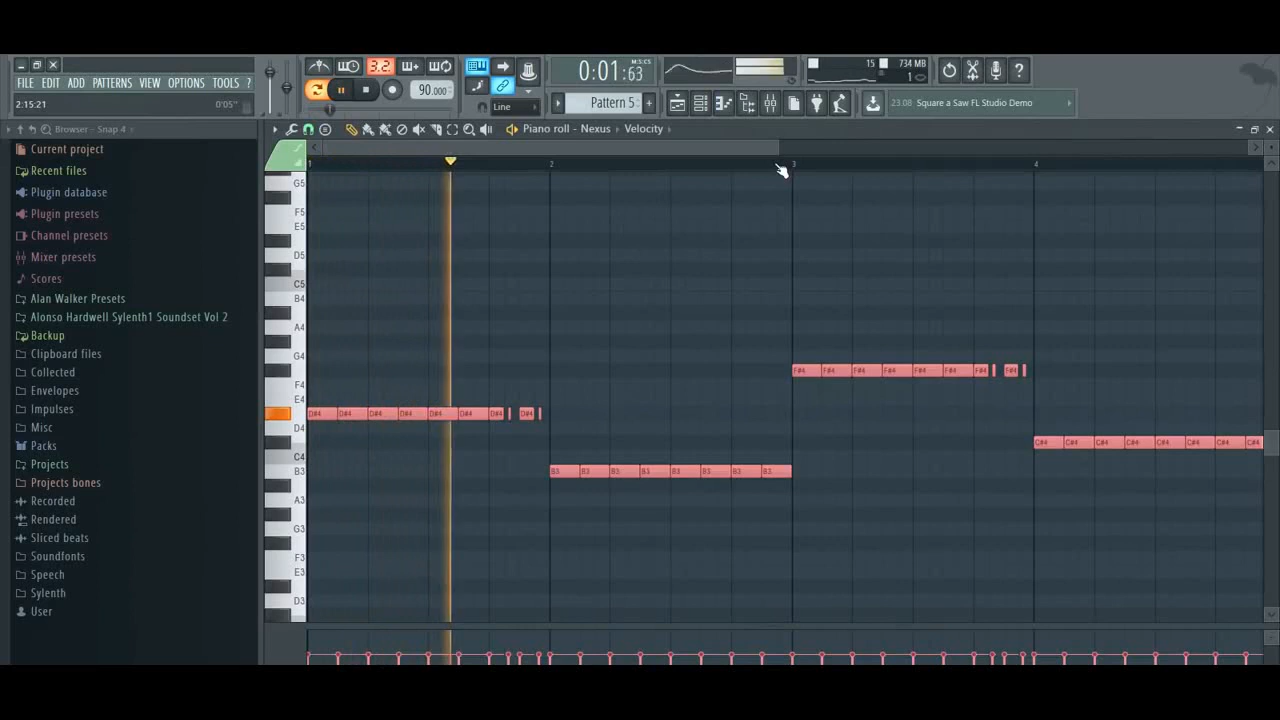 FILE EDIT ADD PATTERNS VIEW OPTIONS TOOLS ?
2:15:21 0'05"
3.2
90.000
0:01:63 M:S:CS
Line
Pattern 5
15
734 MB
1
23.08 Square a Saw FL Studio Demo
Browser - Snap 4
Current project
Recent files
Plugin database
Plugin presets
Channel presets
Mixer presets
Scores
Alan Walker Presets
Alonso Hardwell Sylenth1 Soundset Vol 2
Backup
Clipboard files
Collected
Envelopes
Impulses
Misc
Packs
Projects
Projects bones
Recorded
Rendered
Sliced beats
Soundfonts
Speech
Sylenth
User
Piano roll - Nexus Velocity
1 2 3 4
G5
F5
E5
D5
C5
B4
A4
G4
F#4 F#4 F#4 F#4 F#4 F#4 F#4 F#4
F4
E4
D#4 D#4 D#4 D#4 D#4 D#4 D#4 D#4
D4
C#4 C#4 C#4 C#4 C#4 C#4 C#4 C#4
C4
B3 B3 B3 B3 B3 B3 B3 B3 B3
A3
G3
F3
E3
D3